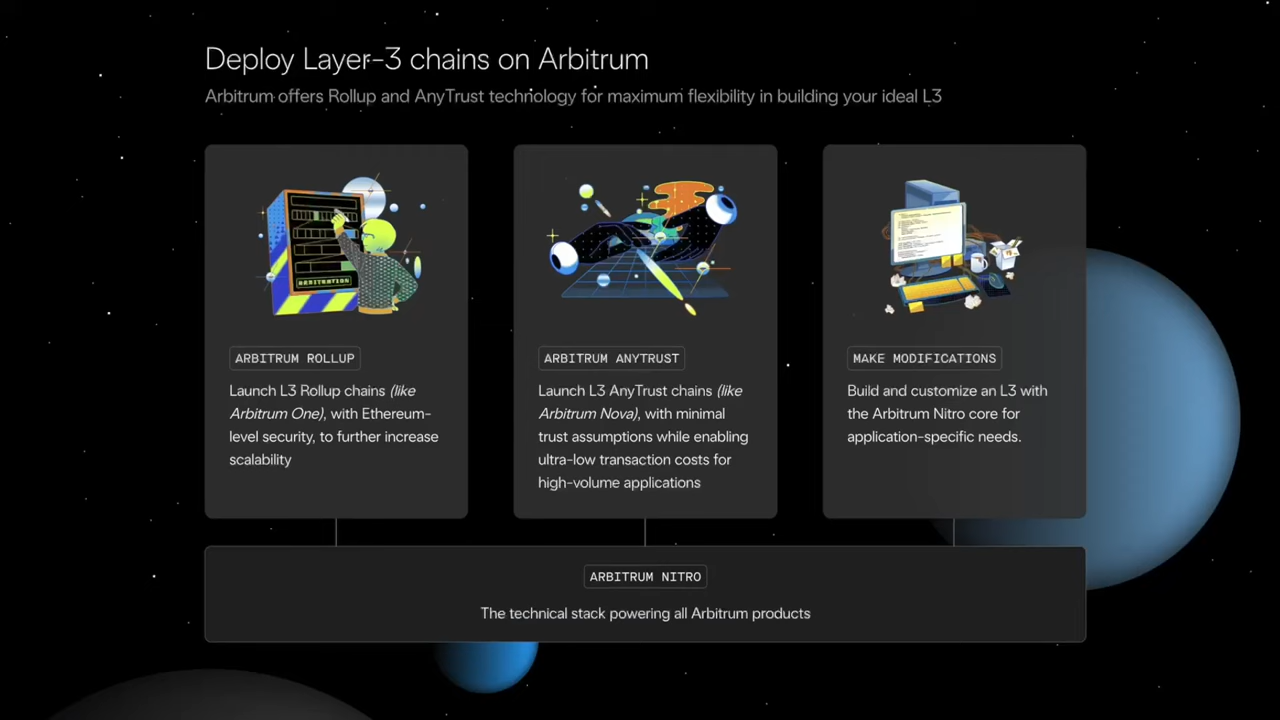 Deploy Layer-3 chains on Arbitrum
Arbitrum offers Rollup and AnyTrust technology for maximum flexibility in building your ideal L3
ARBITRATION
ARBITRUM ROLLUP
Launch L3 Rollup chains (like
Arbitrum One), with Ethereum-
level security, to further increase
scalability
ARBITRUM ANYTRUST
Launch L3 AnyTrust chains (like
Arbitrum Nova), with minimal
trust assumptions while enabling
ultra-low transaction costs for
high-volume applications
MAKE MODIFICATIONS
Build and customize an L3 with
the Arbitrum Nitro core for
application-specific needs.
ARBITRUM NITRO
The technical stack powering all Arbitrum products